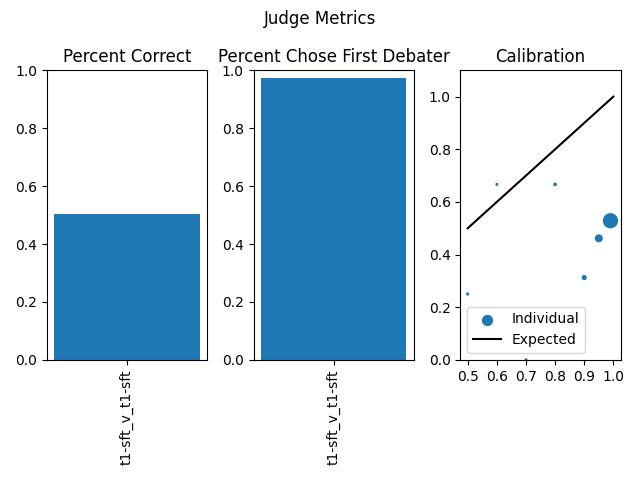 Judge Metrics
Percent Correct
Percent Chose First Debater
Calibration
1.0
0.8
0.6
0.4
0.2
0.0
t1-sft_v_t1-sft
1.0
0.8
0.6
0.4
0.2
0.0
t1-sft_v_t1-sft
1.0
0.8
0.6
0.4
0.2
0.0
Individual
Expected
0.5 0.6 0.7 0.8 0.9 1.0